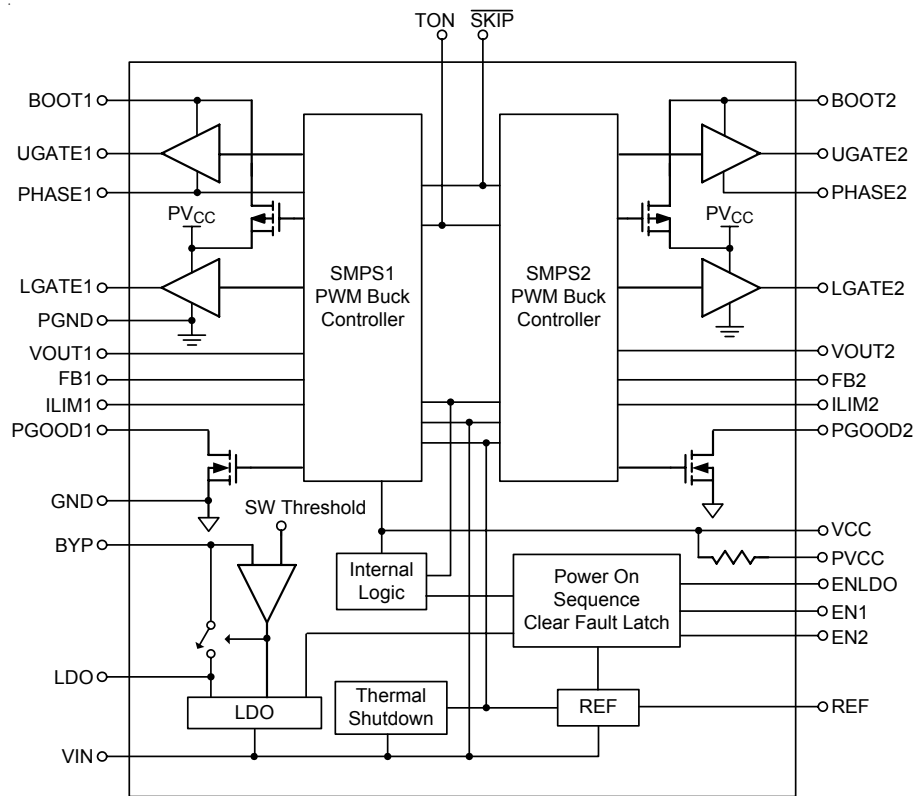 TON
SKIP
BOOT1
UGATE1
PHASE1
PVCC
LGATE1
PGND
VOUT1
FB1
ILIM1
PGOOD1
GND
BYP
LDO
VIN
SMPS1
PWM Buck
Controller
SMPS2
PWM Buck
Controller
BOOT2
UGATE2
PHASE2
PVCC
LGATE2
VOUT2
FB2
ILIM2
PGOOD2
VCC
PVCC
ENLDO
EN1
EN2
REF
SW Threshold
Internal
Logic
Power On
Sequence
Clear Fault Latch
LDO
Thermal
Shutdown
REF